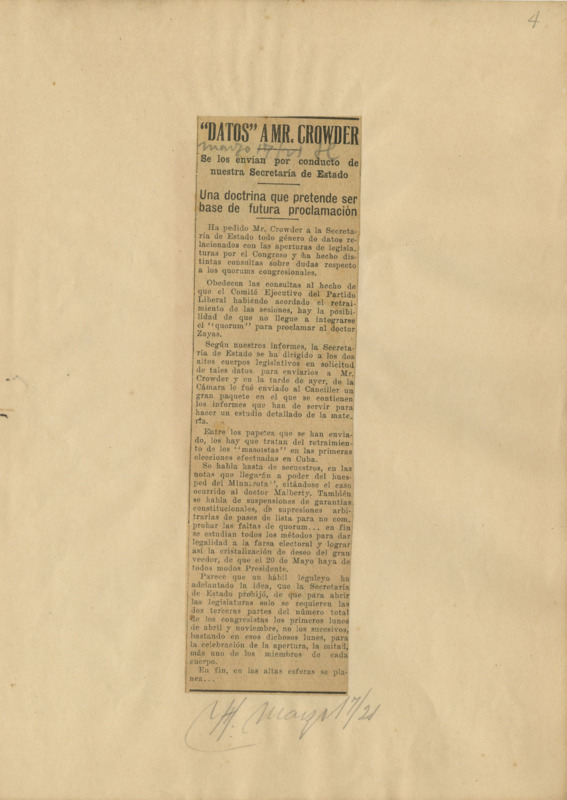 4
"DATOS" A MR. CROWDER
marzo 17/21
Se los envían por conducto de
nuestra Secretaría de Estado
Una doctrina que pretende ser
base de futura proclamación
Ha pedido Mr. Crowder a la Secreta-
ría de Estado todo género de datos re-
lacionados con las aperturas de legisla-
turas por el Congreso y ha hecho dis-
tintas consultas sobre dudas respecto
a los quorums congresionales.
Obedecen las consultas al hecho de
que el Comité Ejecutivo del Partido
Liberal habiendo acordado el retrai-
miento de las sesiones, hay la posibi-
lidad de que no llegue a integrarse
el "quorum" para proclamar al doctor
Zayas.
Según nuestros informes, la Secreta-
ría de Estado se ha dirigido a los dos
altos cuerpos legislativos en solicitud
de tales datos para enviarlos a Mr.
Crowder y en la tarde de ayer, de la
Cámara le fué enviado al Canciller un
gran paquete en el que se contienen
los informes que han de servir para
hacer un estudio detallado de la mate-
ria.
Entre los papeles que se han envia-
do, los hay que tratan del retraimien-
to de los "masoistas" en las primeras
elecciones efectuadas en Cuba.
Se habla hasta de secuestros, en las
notas que llegarán a poder del hues-
ped del Minnesota", citándose el caso
ocurrido al doctor Malberty. También
se habla de suspensiones de garantías
constitucionales, de supresiones arbi-
trarias de pases de lista para no com-
probar las faltas de quorum... en fin
se estudian todos los métodos para dar
legalidad a la farsa electoral y lograr
así la cristalización de deseo del gran
veedor, de que el 20 de Mayo haya de
todos modos Presidente.
Parece que un hábil leguleyo ha
adelantado la idea, que la Secretaría
de Estado prohijó, de que para abrir
las legislaturas solo se requieren las
dos terceras partes del número total
de los congresistas los primeros lunes
de abril y noviembre, no los sucesivos,
bastando en esos dichosos lunes, para
la celebración de la apertura, la mitad,
más uno de los miembros de cada
cuerpo.
En fin, en las altas esferas se pla-
nea...
H. marzo 17/21